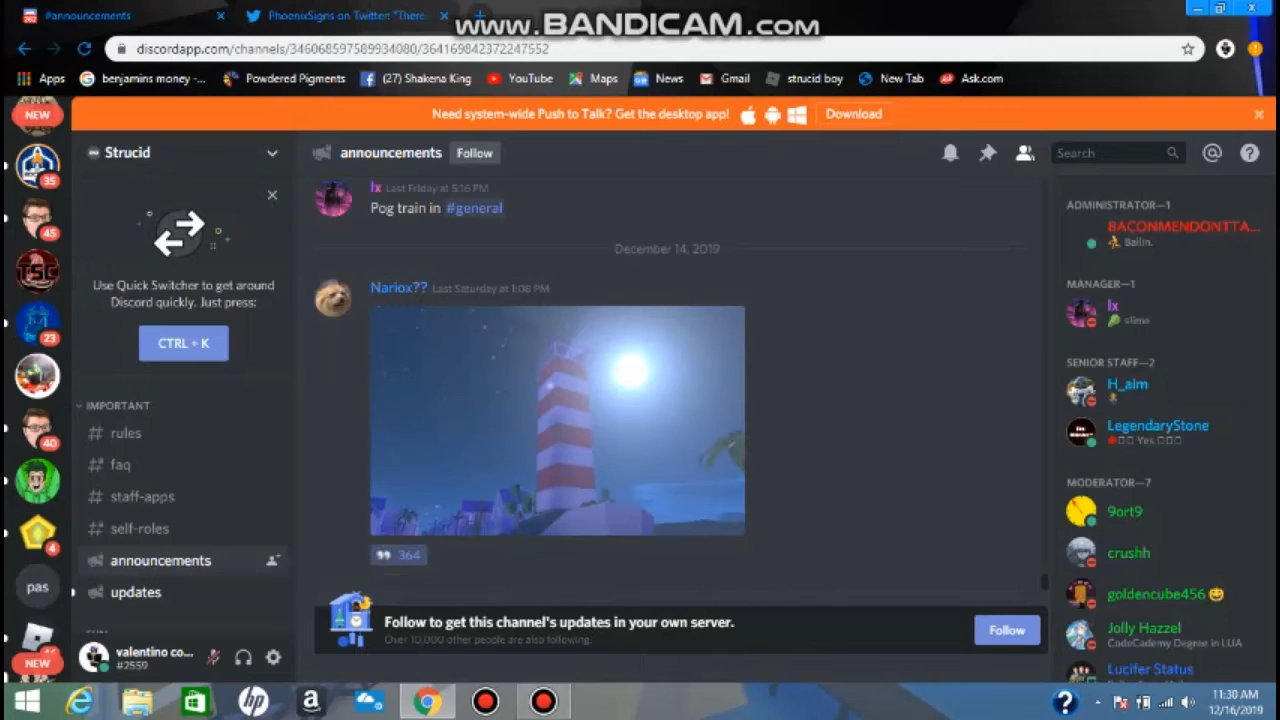 #announcements
PhoenixSigns on Twitter: "There
www.BANDICAM.com
discordapp.com/channels/346068597589934080/364169842372247552
Apps
benjamins money -...
Powdered Pigments
(27) Shakena King
YouTube
Maps
News
Gmail
strucid boy
New Tab
Ask.com
NEW
Need system-wide Push to Talk? Get the desktop app!
Download
35
45
TSC
23
40
4
pas
NEW
Strucid
Use Quick Switcher to get around
Discord quickly. Just press:
CTRL + K
IMPORTANT
rules
faq
staff-apps
self-roles
announcements
updates
valentino co...
#2559
announcements
Follow
Search
lx Last Friday at 5:16 PM
Pog train in #general
December 14, 2019
Nariox?? Last Saturday at 1:08 PM
364
Follow to get this channel's updates in your own server.
Over 10,000 other people are also following.
Follow
ADMINISTRATOR—1
BACONMENDONTTA...
Ballin.
MANAGER—1
lx
slime
SENIOR STAFF—2
H_alm
LegendaryStone
Yes
MODERATOR—7
9ort9
crushh
goldencube456
Jolly Hazzel
CodeCademy Degree in LUA
Lucifer Status
11:30 AM
12/16/2019